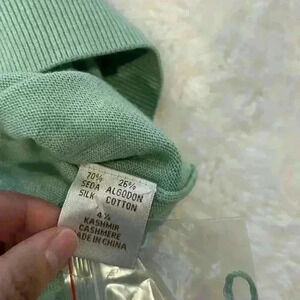 70% 26%
SEDA ALGODON
SILK COTTON
4%
KASHMIR
CASHMERE
MADE IN CHINA